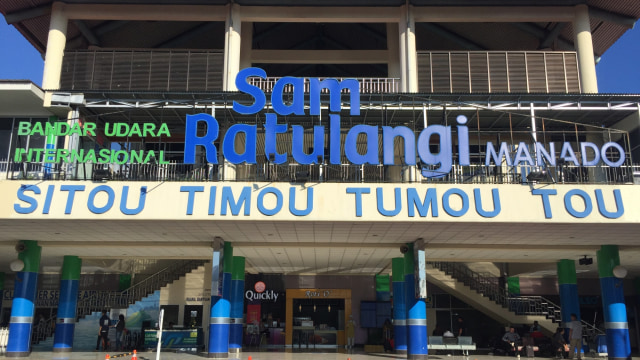 BANDAR UDARA
INTERNASIONAL
Sam
Ratulangi
MANADO
SITOU TIMOU TUMOU TOU
Quickly